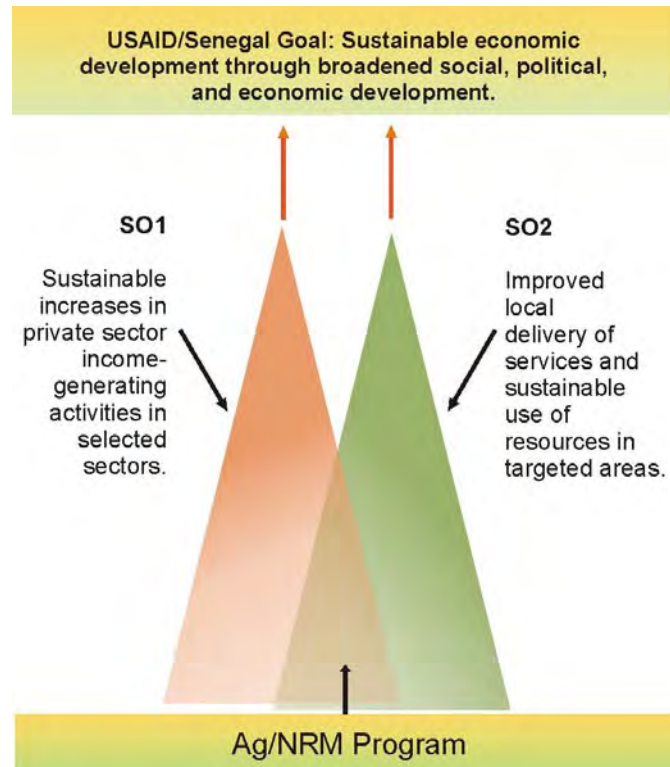 USAID/Senegal Goal: Sustainable economic
development through broadened social, political,
and economic development.
SO1
Sustainable
increases in
private sector
income-
generating
activities in
selected
sectors.
SO2
Improved
local
delivery of
services and
sustainable
use of
resources in
targeted areas.
Ag/NRM Program